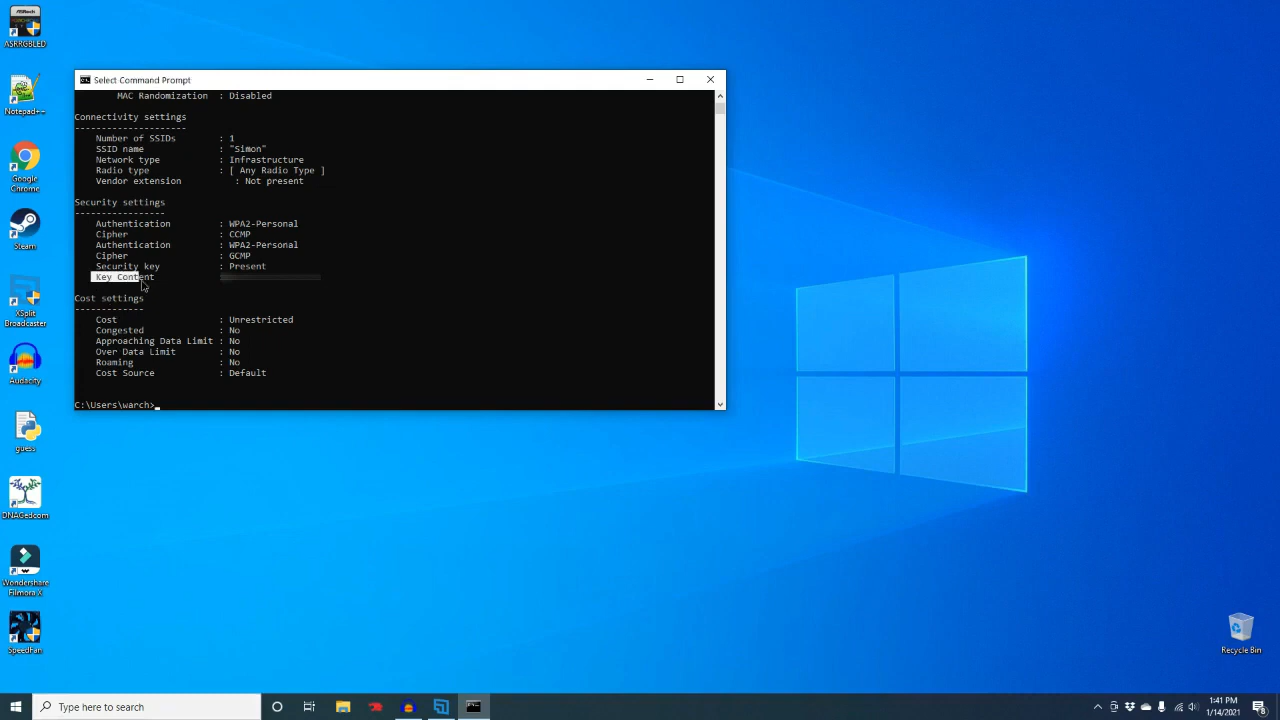 ASRock
ASRRGBLED
Notepad++
Google
Chrome
Steam
XSplit
Broadcaster
Audacity
guess
DNAGedcom
Wondershare
Filmora X
SpeedFan
Select Command Prompt
MAC Randomization : Disabled
Connectivity settings
---------------------
Number of SSIDs : 1
SSID name : "Simon"
Network type : Infrastructure
Radio type : [ Any Radio Type ]
Vendor extension : Not present
Security settings
-----------------
Authentication : WPA2-Personal
Cipher : CCMP
Authentication : WPA2-Personal
Cipher : GCMP
Security key : Present
Key Content
Cost settings
-------------
Cost : Unrestricted
Congested : No
Approaching Data Limit : No
Over Data Limit : No
Roaming : No
Cost Source : Default
C:\Users\warch>
Recycle Bin
Type here to search
1:41 PM
1/14/2021